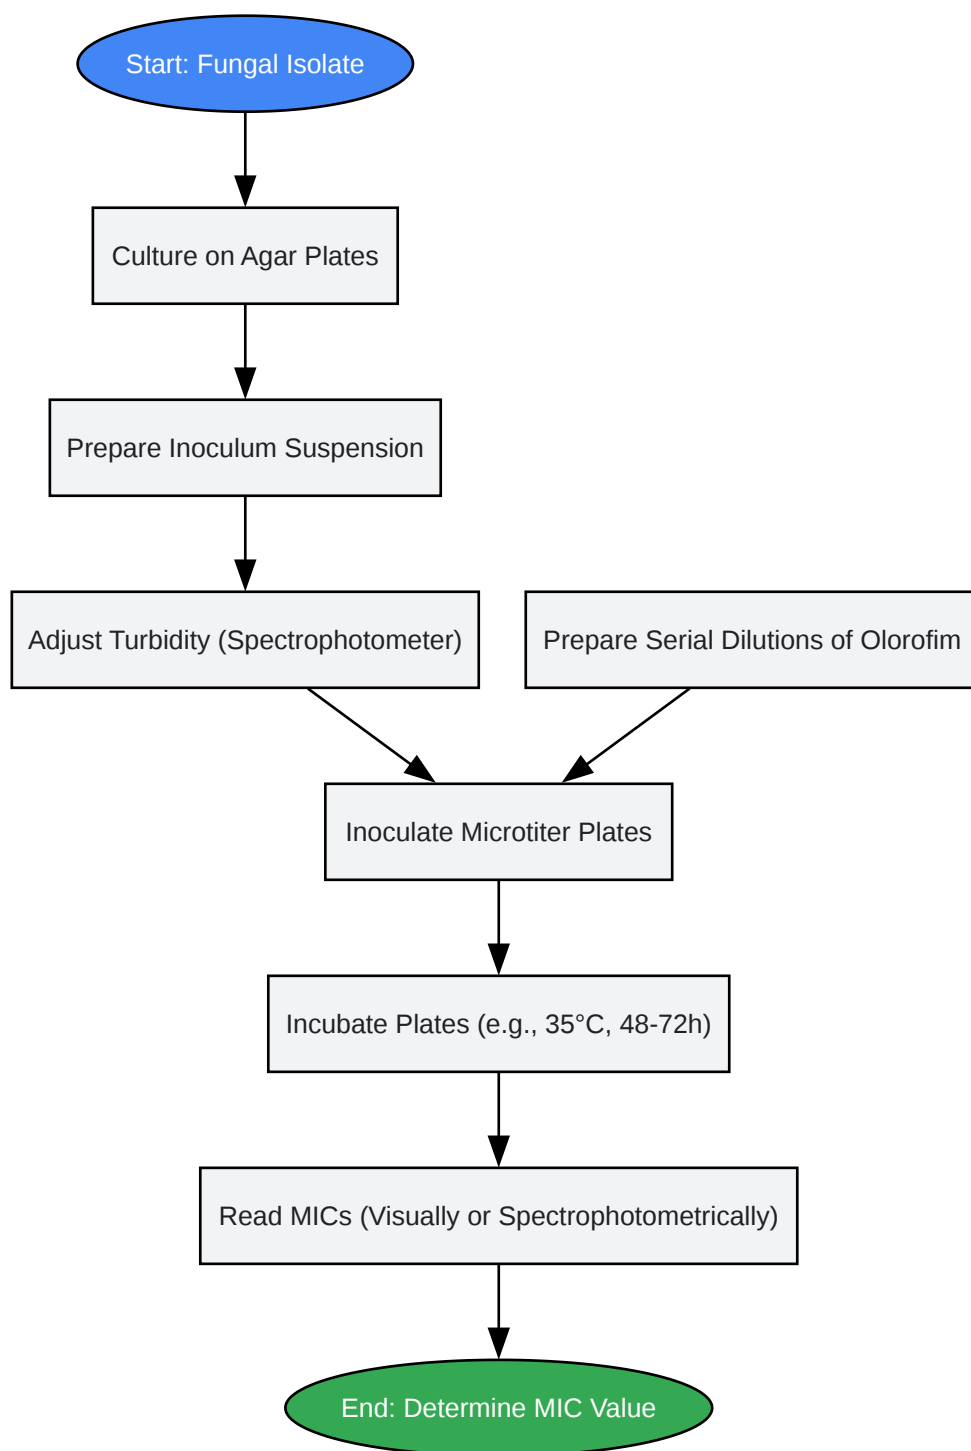 Start: Fungal Isolate
Culture on Agar Plates
Prepare Inoculum Suspension
Adjust Turbidity (Spectrophotometer)
Prepare Serial Dilutions of Olorofim
Inoculate Microtiter Plates
Incubate Plates (e.g., 35°C, 48-72h)
Read MICs (Visually or Spectrophotometrically)
End: Determine MIC Value